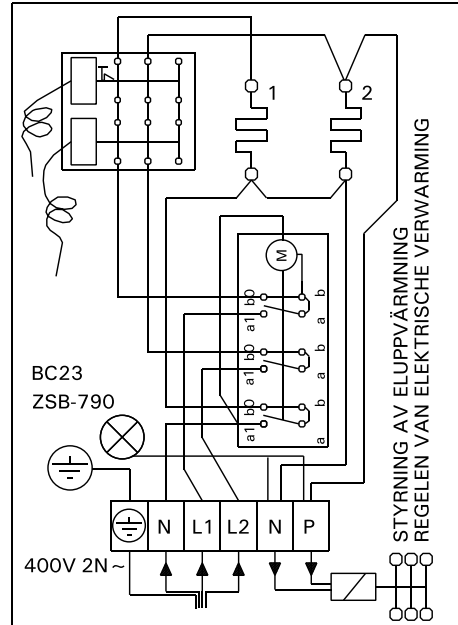 1 2
M
b0 b
a1 a
b0 b
a1 a
b0 b
a1 a
BC23
ZSB-790
N L1 L2 N P
400V 2N~
STYRNING AV ELUPPVÄRMNING
REGELEN VAN ELEKTRISCHE VERWARMING